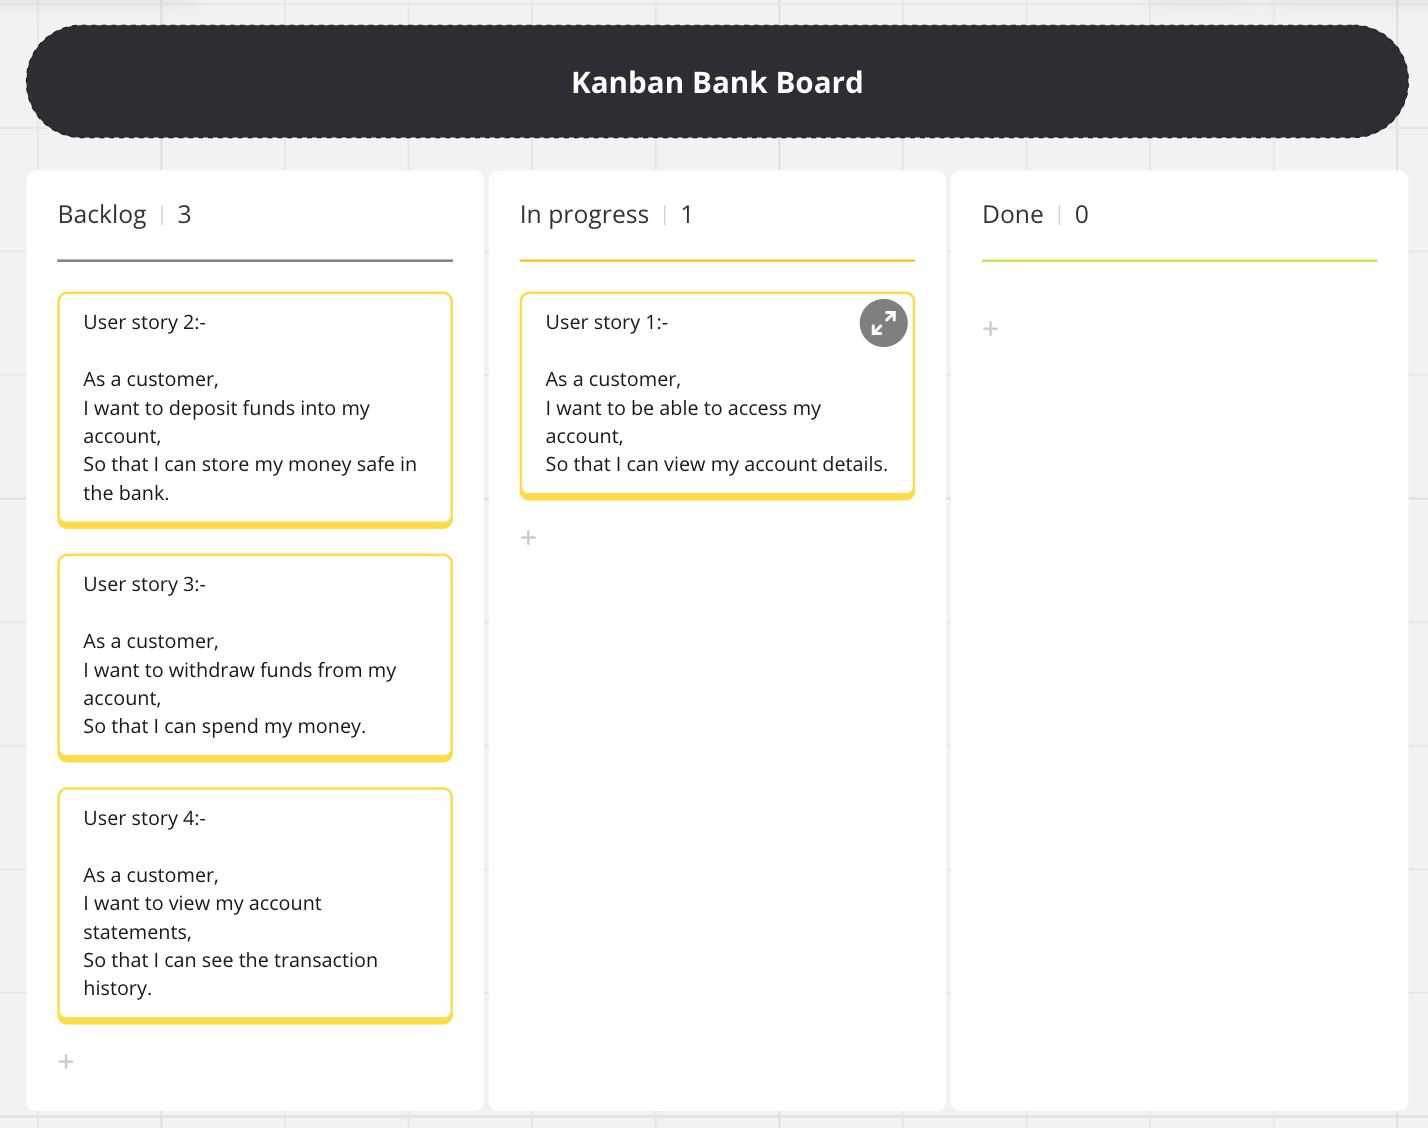 Kanban Bank Board
Backlog | 3
User story 2:-
As a customer,
I want to deposit funds into my
account,
So that I can store my money safe in
the bank.
User story 3:-
As a customer,
I want to withdraw funds from my
account,
So that I can spend my money.
User story 4:-
As a customer,
I want to view my account
statements,
So that I can see the transaction
history.
In progress | 1
User story 1:-
As a customer,
I want to be able to access my
account,
So that I can view my account details.
Done | 0